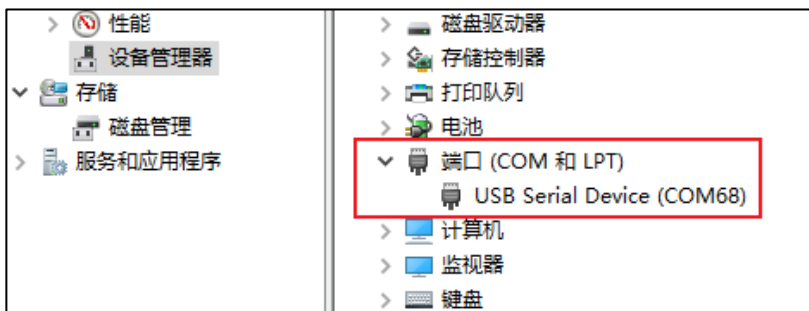 性能
设备管理器
存储
磁盘管理
服务和应用程序
磁盘驱动器
存储控制器
打印队列
电池
端口 (COM 和 LPT)
USB Serial Device (COM68)
计算机
监视器
键盘